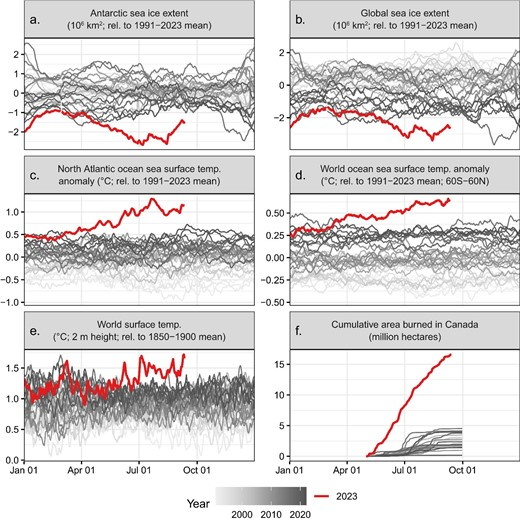 a. Antarctic sea ice extent
(10⁶ km²; rel. to 1991−2023 mean)
2
1
0
−1
−2
b. Global sea ice extent
(10⁶ km²; rel. to 1991−2023 mean)
2
0
−2
c. North Atlantic ocean sea surface temp.
anomaly (°C; rel. to 1991−2023 mean)
1.0
0.5
0.0
−0.5
−1.0
d. World ocean sea surface temp. anomaly
(°C; rel. to 1991−2023 mean; 60S−60N)
0.50
0.25
0.00
−0.25
−0.50
e. World surface temp.
(°C; 2 m height; rel. to 1850−1900 mean)
1.5
1.0
0.5
0.0
Jan 01 Apr 01 Jul 01 Oct 01
f. Cumulative area burned in Canada
(million hectares)
15
10
5
0
Jan 01 Apr 01 Jul 01 Oct 01
Year
2000 2010 2020
2023